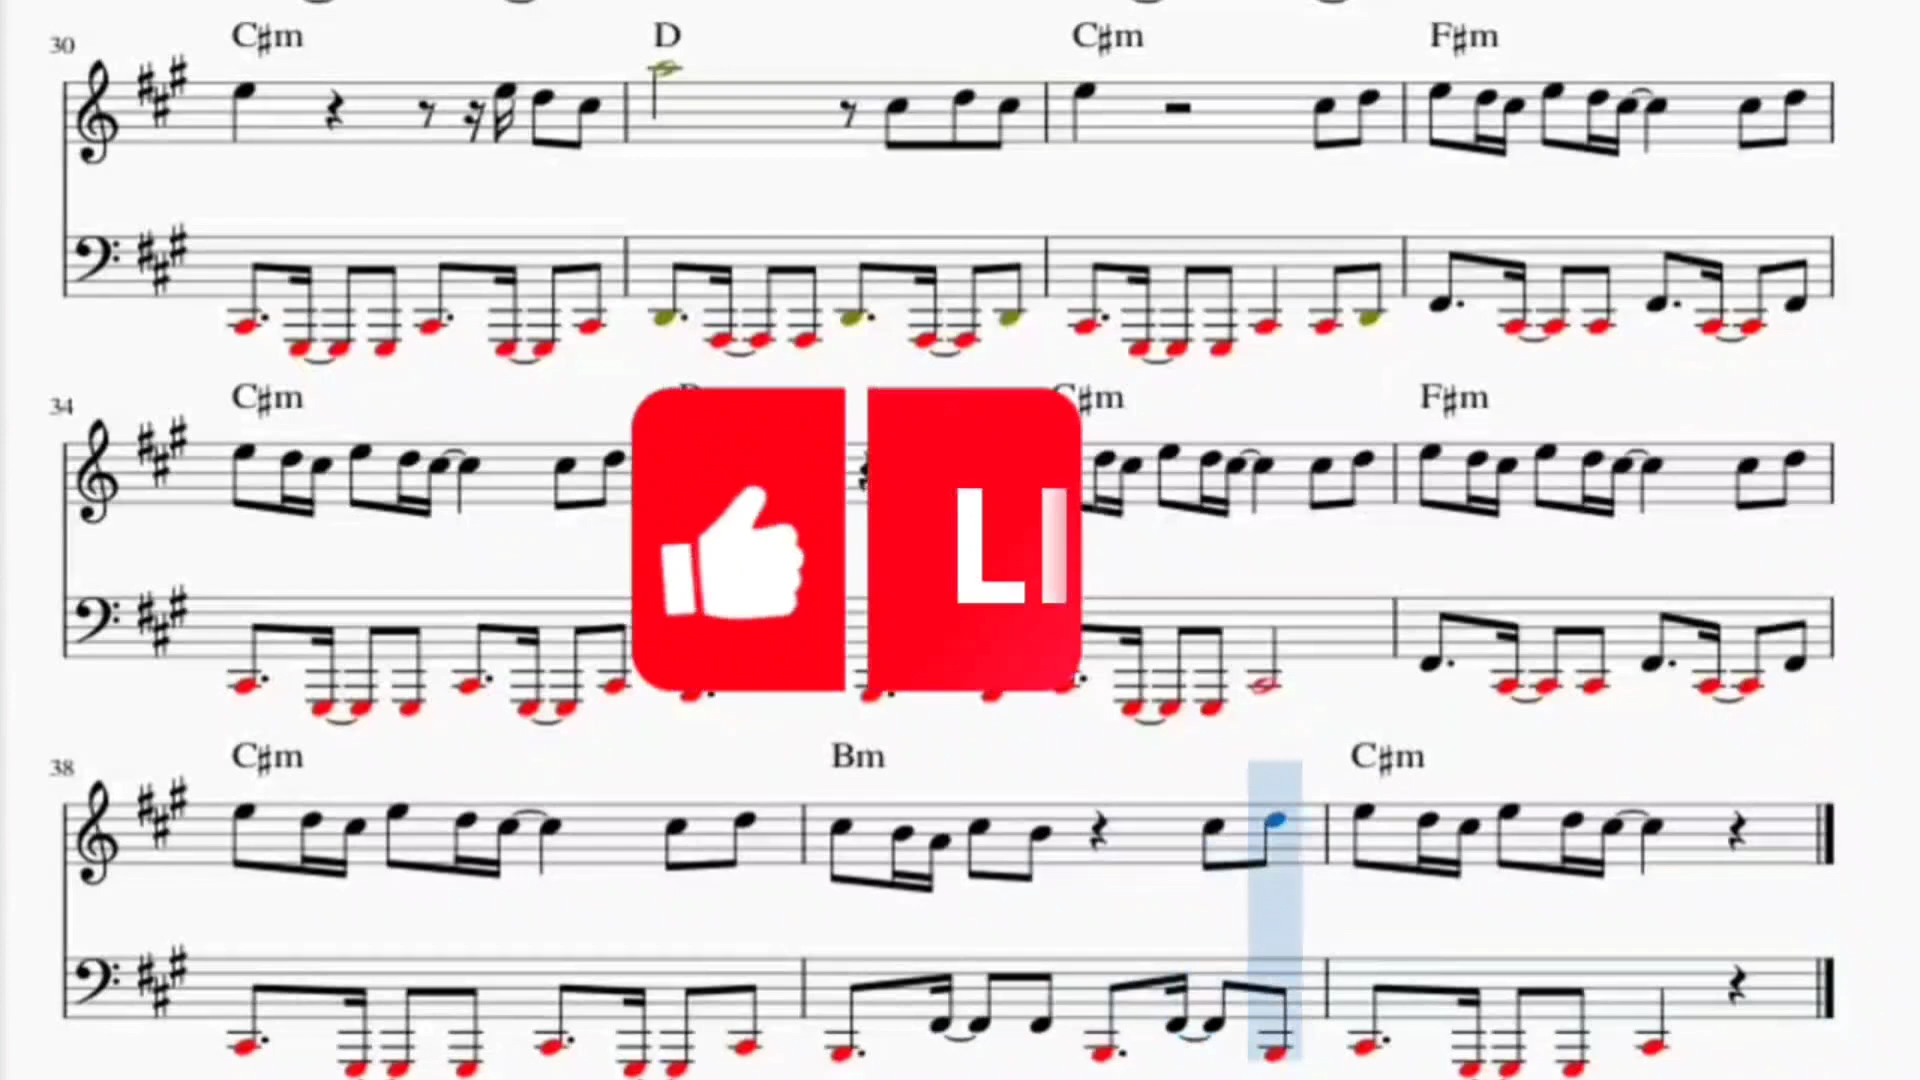 30 C♯m D C♯m F♯m
34 C♯m C♯m F♯m
LI
38 C♯m Bm C♯m